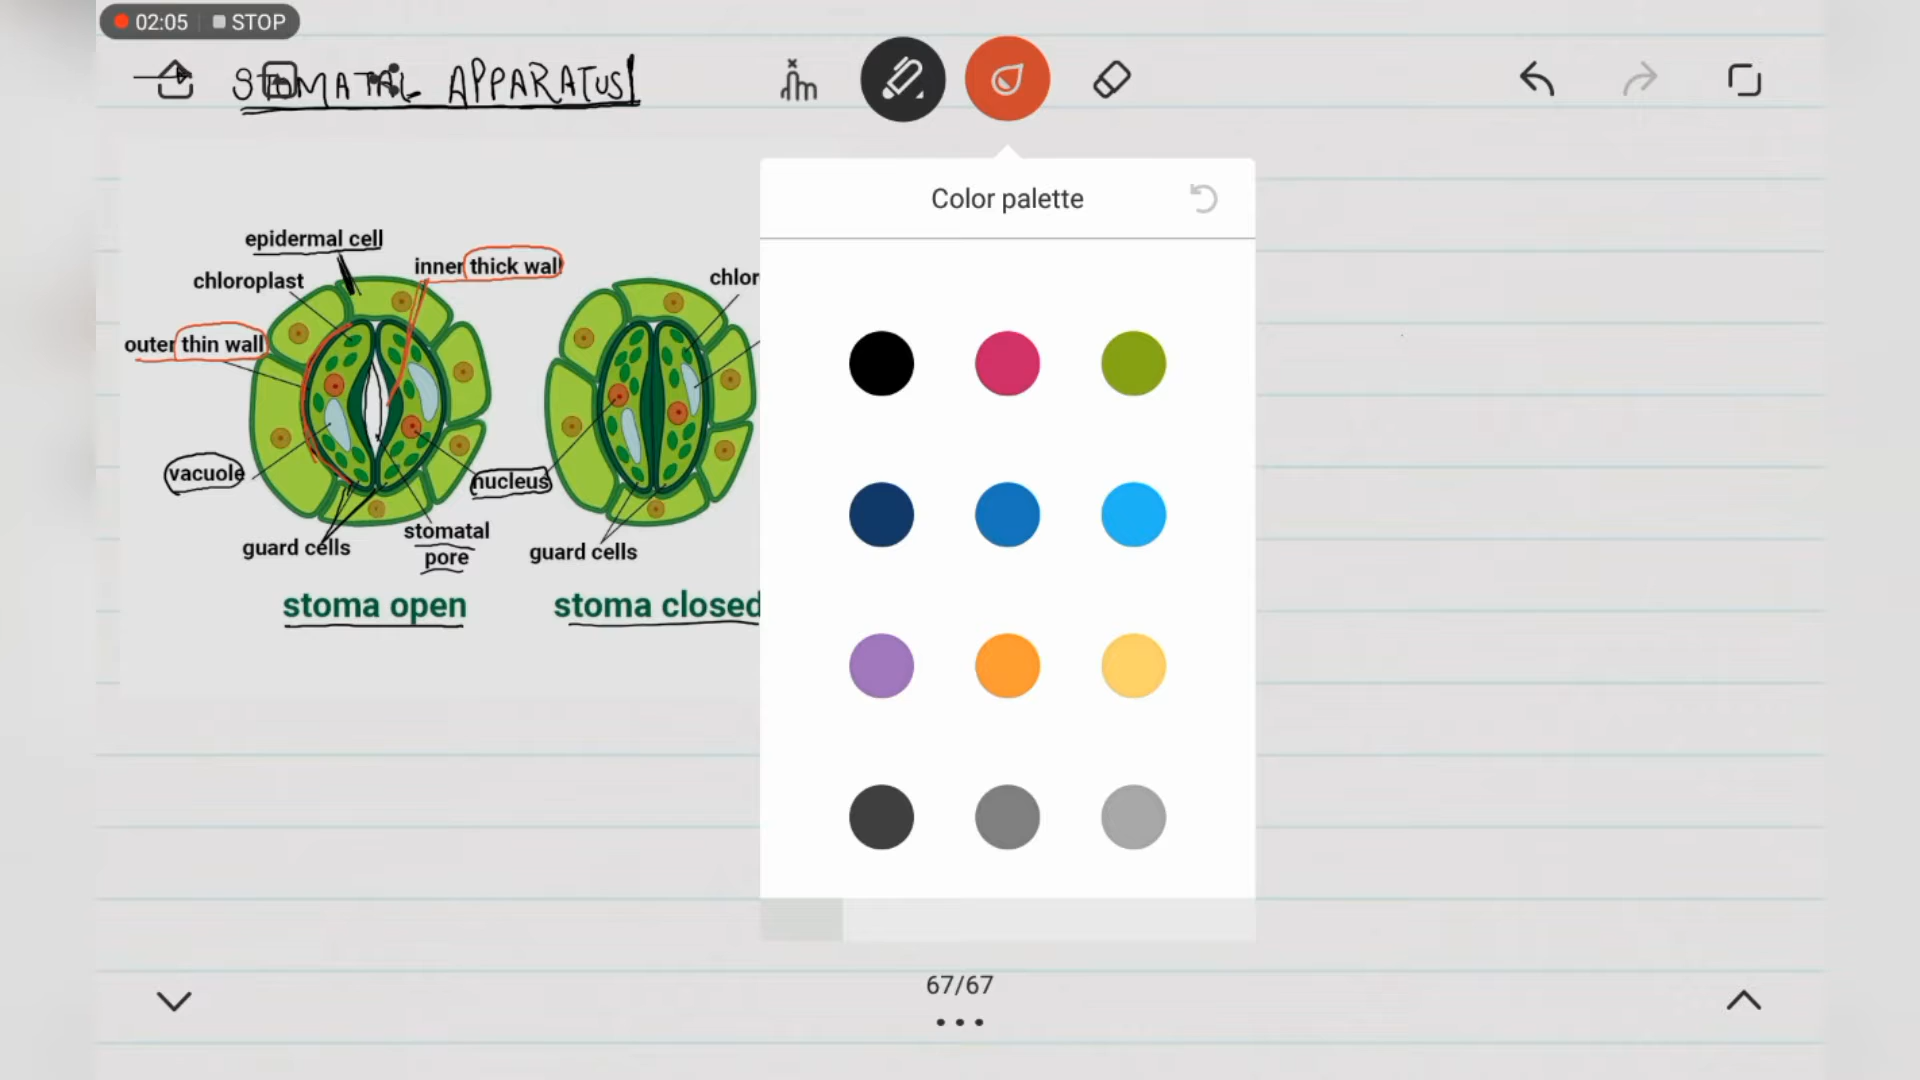 02:05 STOP
STOMATAL APPARATUS
Color palette
epidermal cell
inner thick wall
chloroplast
chlor
outer thin wall
vacuole
nucleus
stomatal
pore
guard cells
guard cells
stoma open
stoma closed
67/67